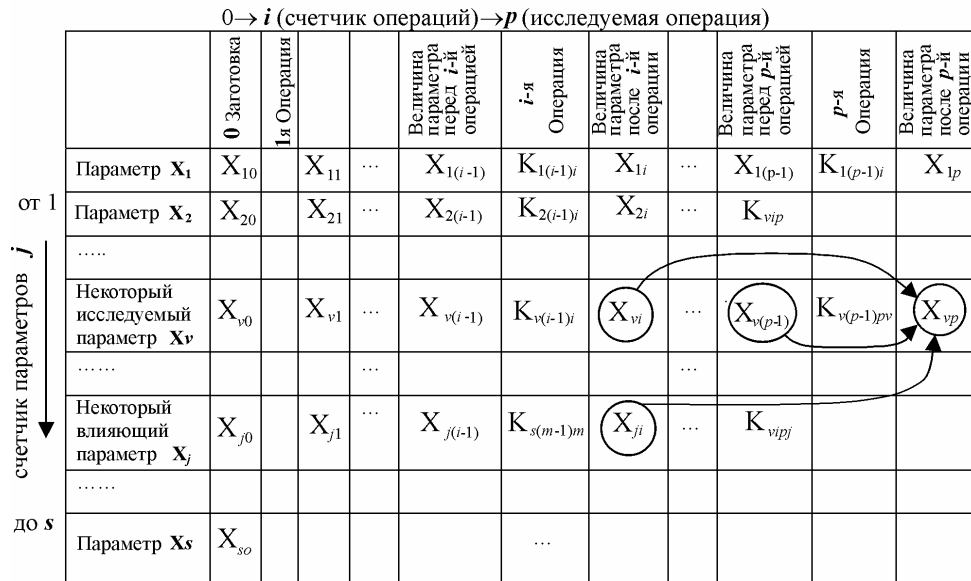 0→ i (счетчик операций)→p (исследуемая операция)
0 Заготовка
1я Операция
Величина
параметра
перед i-й
операцией
i-я
Операция
Величина
параметра
после i-й
операции
Величина
параметра
перед p-й
операцией
p-я
Операция
Величина
параметра
после p-й
операции
Параметр X₁ X₁₀ X₁₁ ... X₁₍ᵢ₋₁₎ K₁₍ᵢ₋₁₎ᵢ X₁ᵢ ... X₁₍ₚ₋₁₎ K₁₍ₚ₋₁₎ᵢ X₁ₚ
от 1
Параметр X₂ X₂₀ X₂₁ ... X₂₍ᵢ₋₁₎ K₂₍ᵢ₋₁₎ᵢ X₂ᵢ ... Kᵥᵢₚ
.....
счетчик параметров j
Некоторый
исследуемый
параметр Xv
Xᵥ₀ Xᵥ₁ ... Xᵥ₍ᵢ₋₁₎ Kᵥ₍ᵢ₋₁₎ᵢ Xᵥᵢ ... Xᵥ₍ₚ₋₁₎ Kᵥ₍ₚ₋₁₎ₚᵥ Xᵥₚ
...... ... ...
Некоторый
влияющий
параметр Xⱼ
Xⱼ₀ Xⱼ₁ ... Xⱼ₍ᵢ₋₁₎ Kₛ₍ₘ₋₁₎ₘ Xⱼᵢ ... Kᵥᵢₚⱼ
......
до s
Параметр Xs Xₛₒ ...